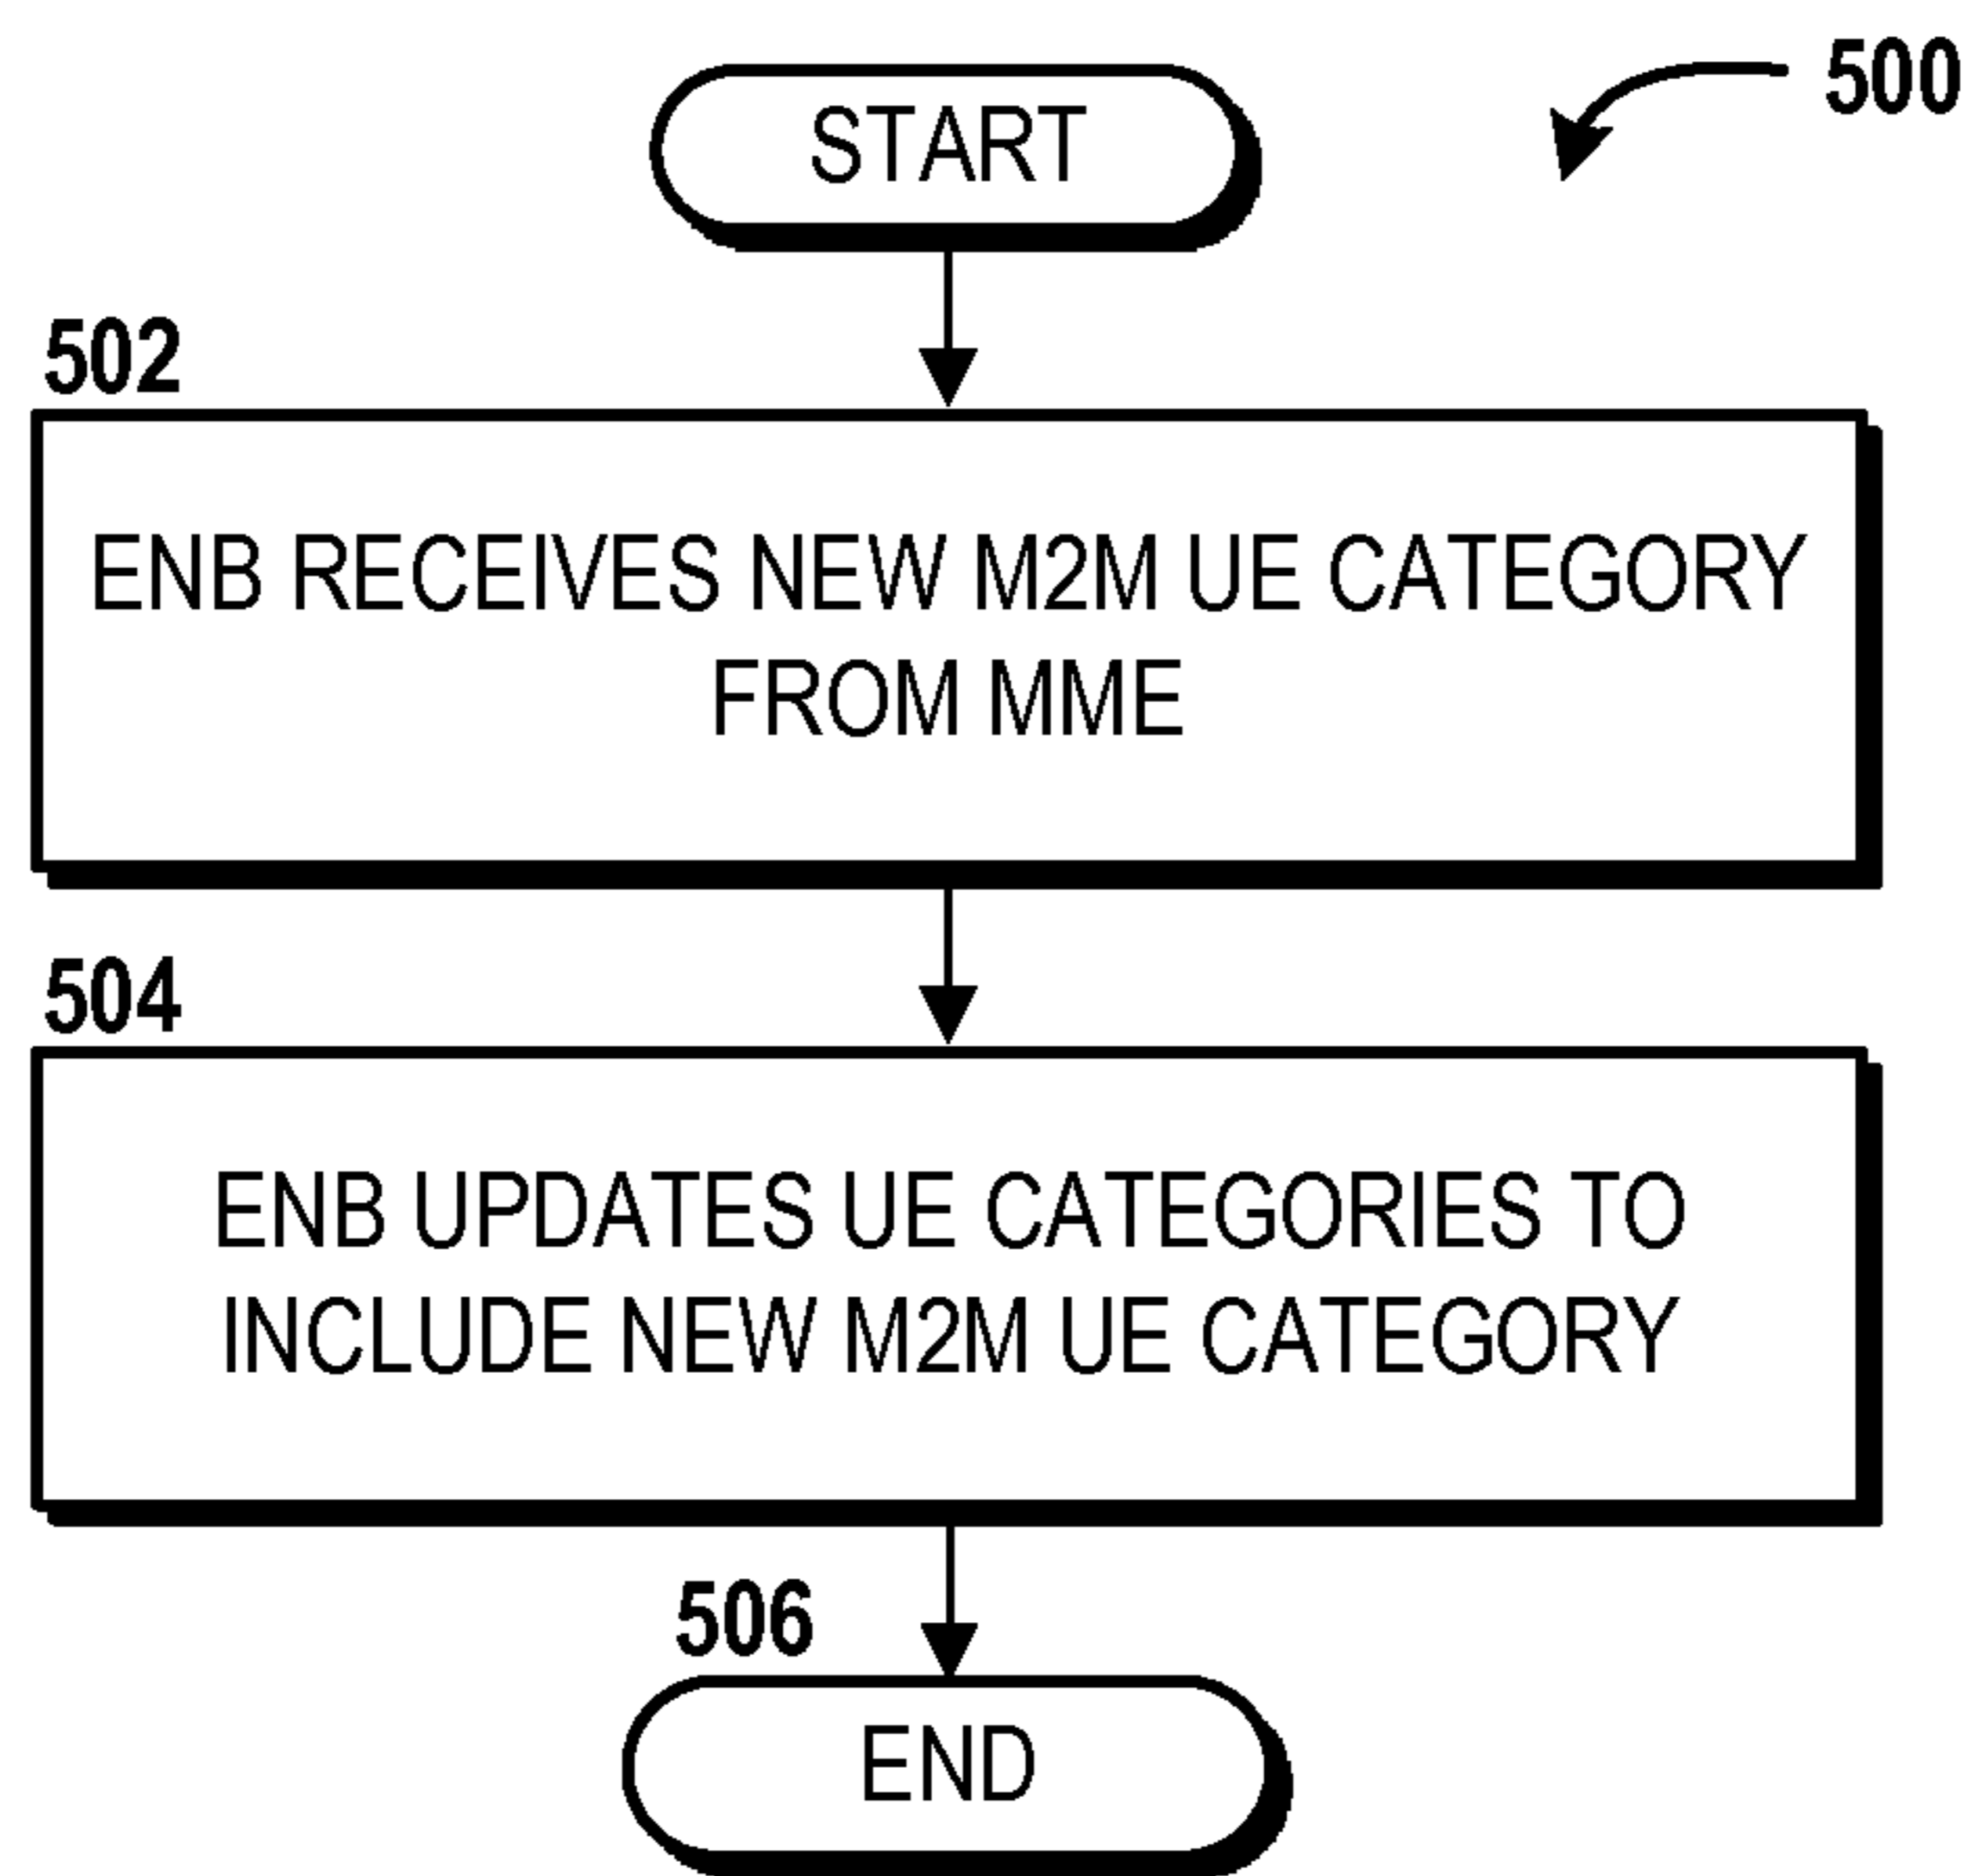 500
START
502
ENB RECEIVES NEW M2M UE CATEGORY
FROM MME
504
ENB UPDATES UE CATEGORIES TO
INCLUDE NEW M2M UE CATEGORY
506
END